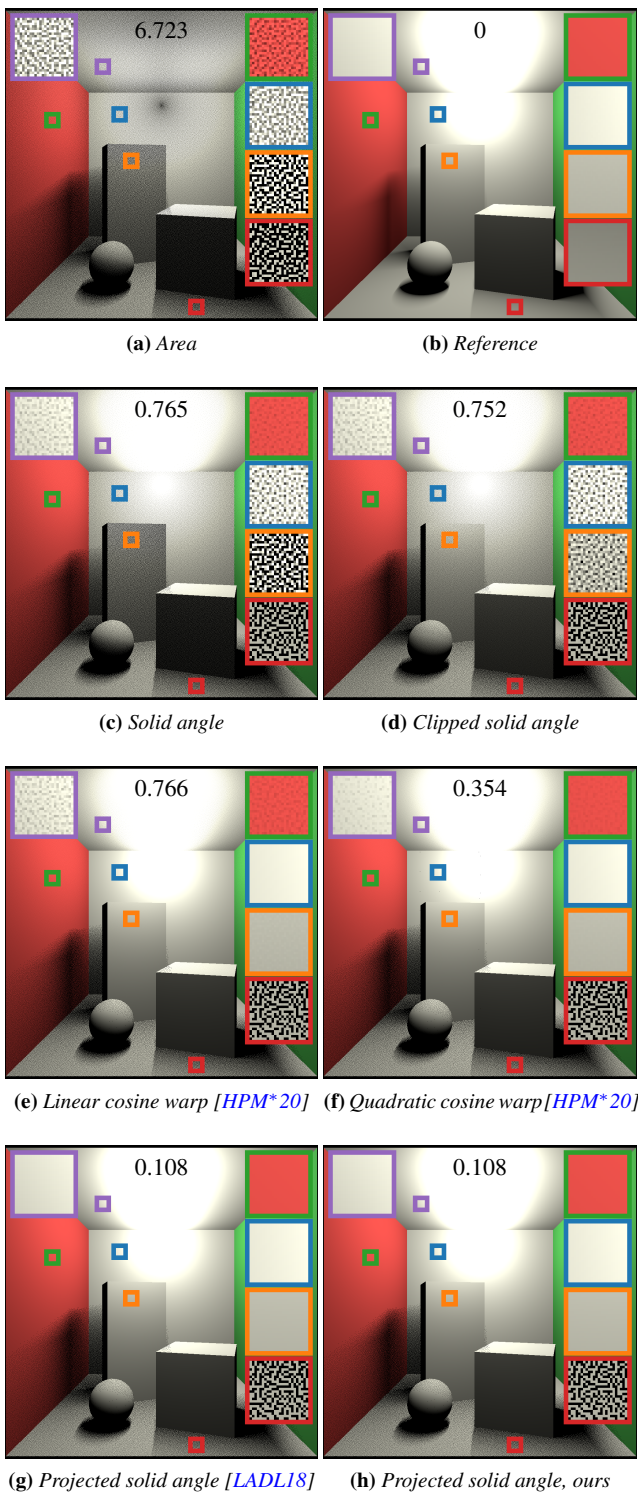 6.723
0
(a) Area
(b) Reference
0.765
0.752
(c) Solid angle
(d) Clipped solid angle
0.766
0.354
(e) Linear cosine warp [HPM*20]
(f) Quadratic cosine warp[HPM*20]
0.108
0.108
(g) Projected solid angle [LADL18]
(h) Projected solid angle, ours